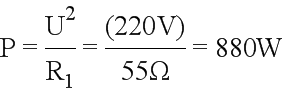 P = U²/R₁ = (220V)/55Ω = 880W